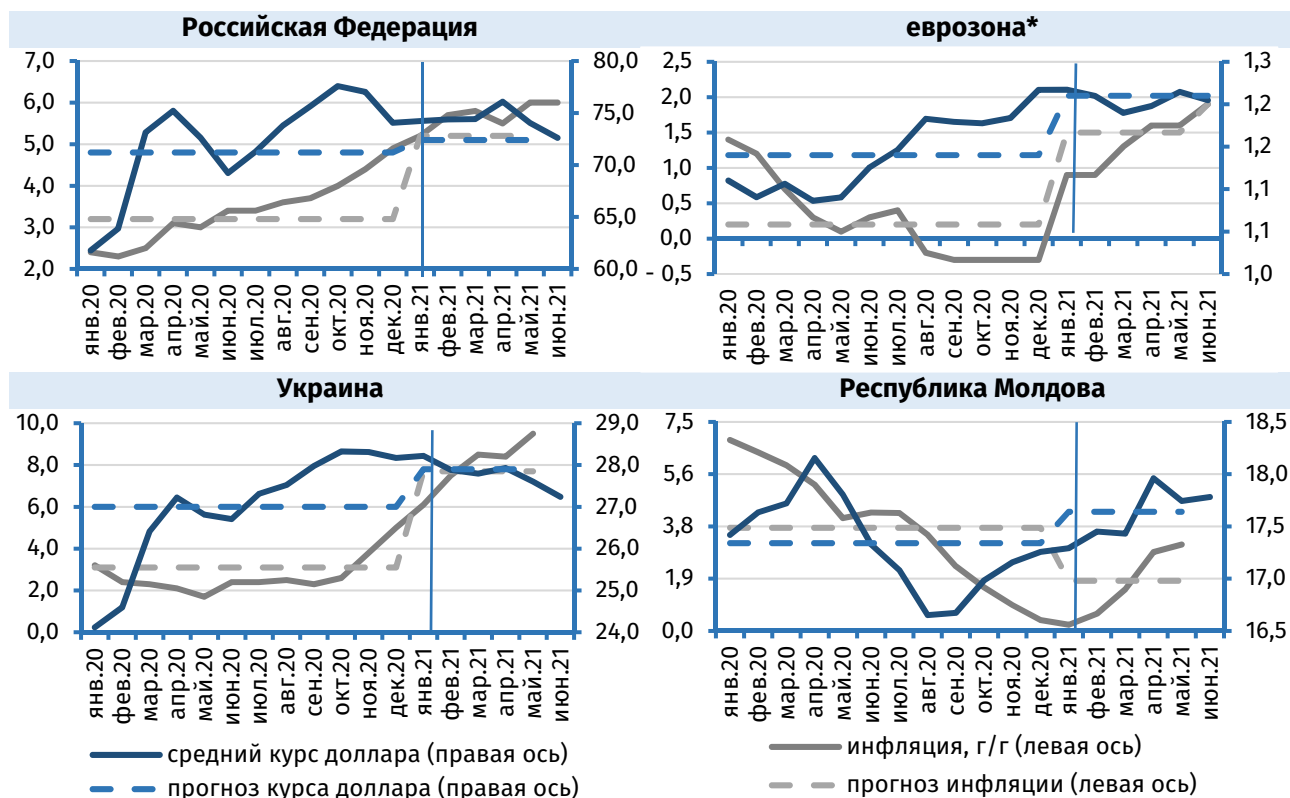 Российская Федерация
7,0
6,0
5,0
4,0
3,0
2,0
80,0
75,0
70,0
65,0
60,0
янв.20
фев.20
мар.20
апр.20
май.20
июн.20
июл.20
авг.20
сен.20
окт.20
ноя.20
дек.20
янв.21
фев.21
мар.21
апр.21
май.21
июн.21
еврозона*
2,5
2,0
1,5
1,0
0,5
0,0
- 0,5
1,3
1,2
1,2
1,1
1,1
1,0
янв.20
фев.20
мар.20
апр.20
май.20
июн.20
июл.20
авг.20
сен.20
окт.20
ноя.20
дек.20
янв.21
фев.21
мар.21
апр.21
май.21
июн.21
Украина
10,0
8,0
6,0
4,0
2,0
0,0
29,0
28,0
27,0
26,0
25,0
24,0
янв.20
фев.20
мар.20
апр.20
май.20
июн.20
июл.20
авг.20
сен.20
окт.20
ноя.20
дек.20
янв.21
фев.21
мар.21
апр.21
май.21
июн.21
Республика Молдова
7,5
5,6
3,8
1,9
0,0
18,5
18,0
17,5
17,0
16,5
янв.20
фев.20
мар.20
апр.20
май.20
июн.20
июл.20
авг.20
сен.20
окт.20
ноя.20
дек.20
янв.21
фев.21
мар.21
апр.21
май.21
июн.21
средний курс доллара (правая ось)
прогноз курса доллара (правая ось)
инфляция, г/г (левая ось)
прогноз инфляции (левая ось)